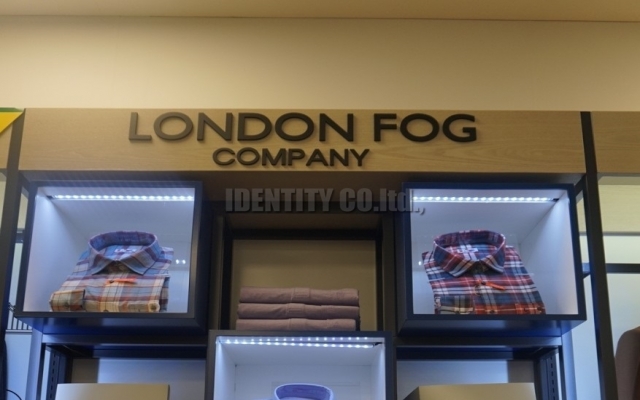 LONDON FOG
COMPANY
IDENTITY CO.ltd.,